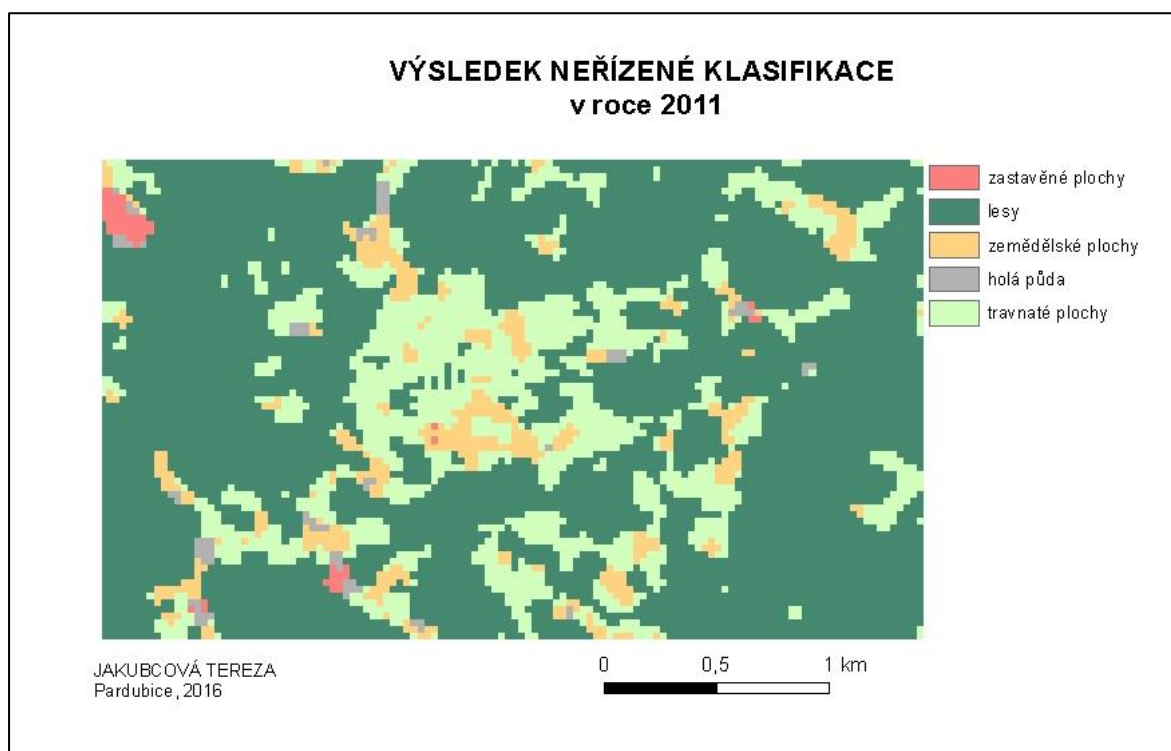 VÝSLEDEK NEŘÍZENÉ KLASIFIKACE
v roce 2011
zastavěné plochy
lesy
zemědělské plochy
holá půda
travnaté plochy
JAKUBCOVÁ TEREZA
Pardubice, 2016
0 0,5 1 km